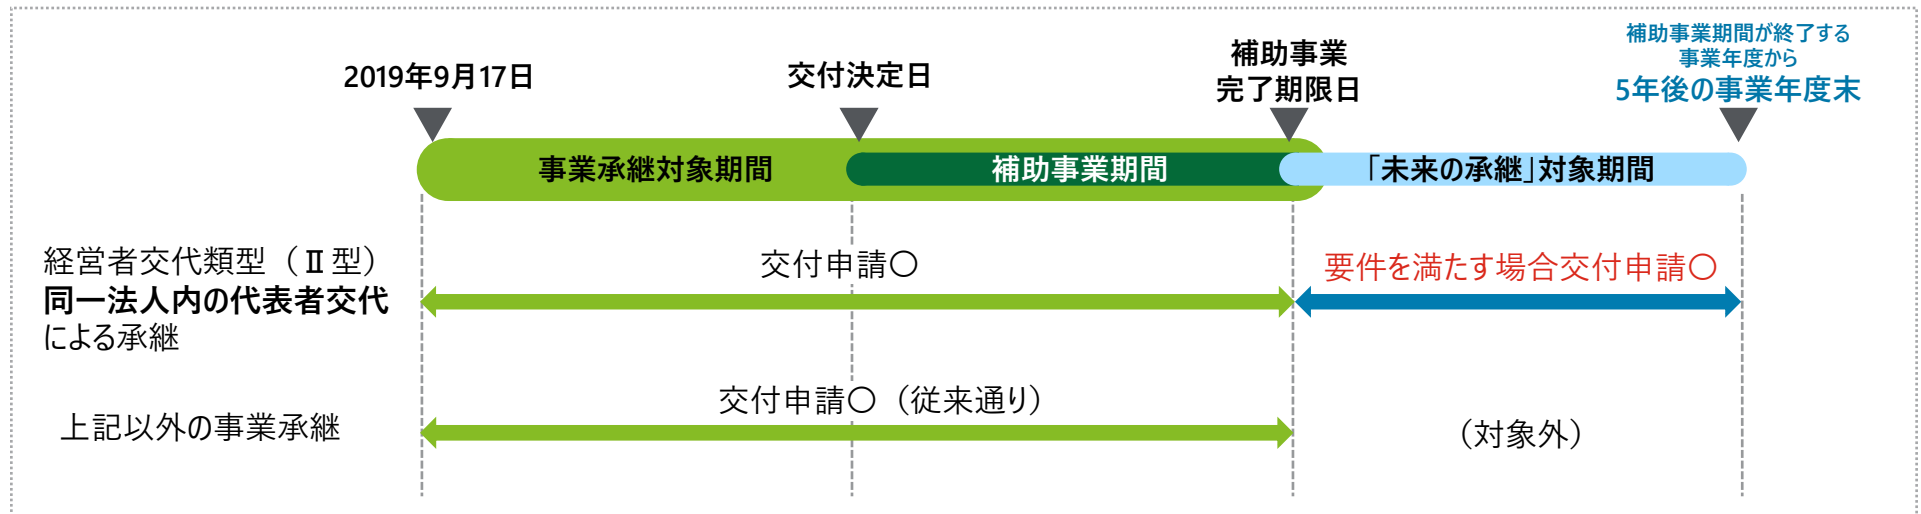 2019年9月17日
交付決定日
補助事業
完了期限日
補助事業期間が終了する
事業年度から
5年後の事業年度末
事業承継対象期間
補助事業期間
「未来の承継」対象期間
経営者交代類型（Ⅱ型）
同一法人内の代表者交代
による承継
交付申請〇
要件を満たす場合交付申請〇
上記以外の事業承継
交付申請〇（従来通り）
（対象外）